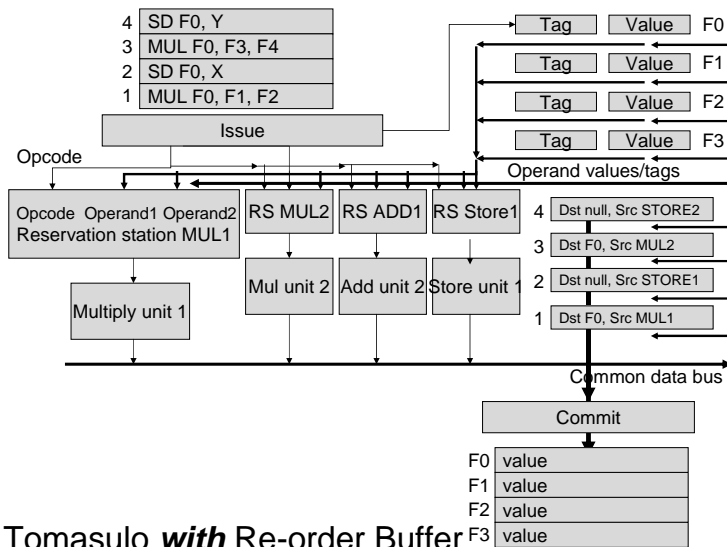 4 SD F0, Y
3 MUL F0, F3, F4
2 SD F0, X
1 MUL F0, F1, F2
Issue
Tag Value F0
Tag Value F1
Tag Value F2
Tag Value F3
Opcode
Operand values/tags
Opcode Operand1 Operand2
Reservation station MUL1
RS MUL2
RS ADD1
RS Store1
4 Dst null, Src STORE2
3 Dst F0, Src MUL2
2 Dst null, Src STORE1
1 Dst F0, Src MUL1
Multiply unit 1
Mul unit 2
Add unit 2
Store unit 1
Common data bus
Commit
F0 value
F1 value
F2 value
F3 value
Tomasulo with Re-order Buffer